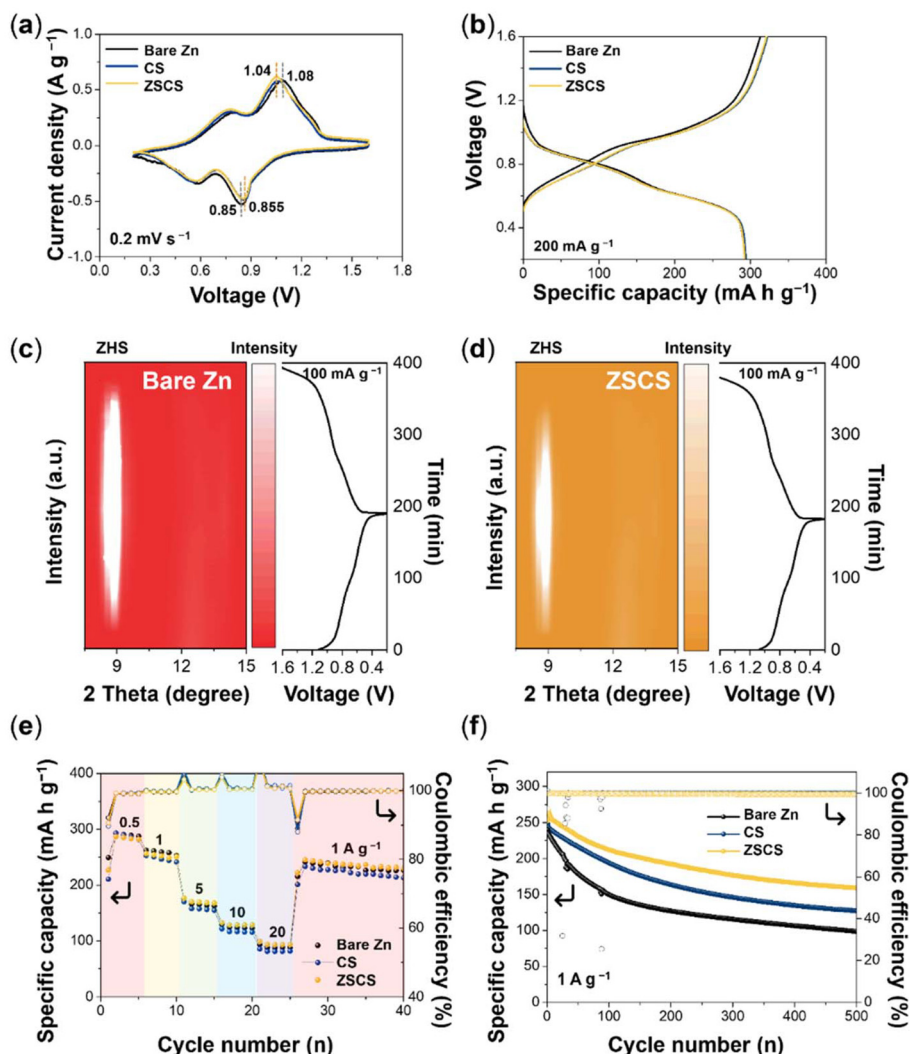 (a)
Current density (A g⁻¹)
1.0
0.5
0.0
-0.5
-1.0
Bare Zn
CS
ZSCS
1.04
1.08
0.85
0.855
0.2 mV s⁻¹
0.0 0.3 0.6 0.9 1.2 1.5 1.8
Voltage (V)
(b)
Voltage (V)
1.6
1.2
0.8
0.4
Bare Zn
CS
ZSCS
200 mA g⁻¹
0 100 200 300 400
Specific capacity (mA h g⁻¹)
(c)
ZHS
Intensity
Bare Zn
100 mA g⁻¹
Intensity (a.u.)
400
300
200
100
0
Time (min)
9 12 15
2 Theta (degree)
1.6 1.2 0.8 0.4
Voltage (V)
(d)
ZHS
Intensity
ZSCS
100 mA g⁻¹
Intensity (a.u.)
400
300
200
100
0
Time (min)
9 12 15
2 Theta (degree)
1.6 1.2 0.8 0.4
Voltage (V)
(e)
Specific capacity (mA h g⁻¹)
400
300
200
100
0
0.5
1
5
10
20
1 A g⁻¹
Bare Zn
CS
ZSCS
100
80
60
40
Coulombic efficiency (%)
0 10 20 30 40
Cycle number (n)
(f)
Specific capacity (mA h g⁻¹)
300
250
200
150
100
50
0
Bare Zn
CS
ZSCS
1 A g⁻¹
100
80
60
40
20
0
Coulombic efficiency (%)
0 100 200 300 400 500
Cycle number (n)